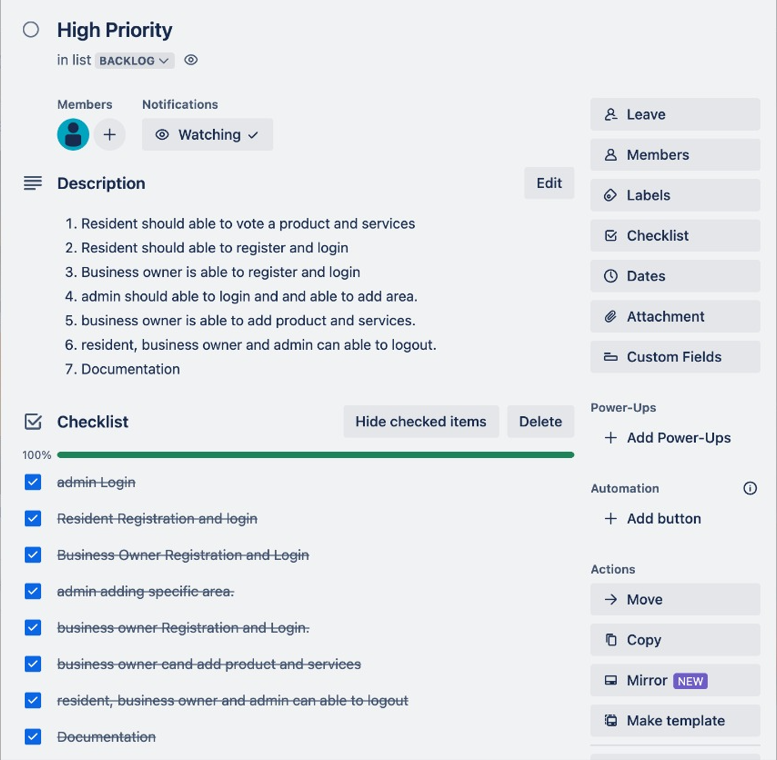 High Priority
in list BACKLOG
Members
Notifications
Watching
Description
Edit
1. Resident should able to vote a product and services
2. Resident should able to register and login
3. Business owner is able to register and login
4. admin should able to login and and able to add area.
5. business owner is able to add product and services.
6. resident, business owner and admin can able to logout.
7. Documentation
Checklist
Hide checked items
Delete
100%
admin Login
Resident Registration and login
Business Owner Registration and Login
admin adding specific area.
business owner Registration and Login.
business owner cand add product and services
resident, business owner and admin can able to logout
Documentation
Leave
Members
Labels
Checklist
Dates
Attachment
Custom Fields
Power-Ups
+ Add Power-Ups
Automation
+ Add button
Actions
Move
Copy
Mirror NEW
Make template